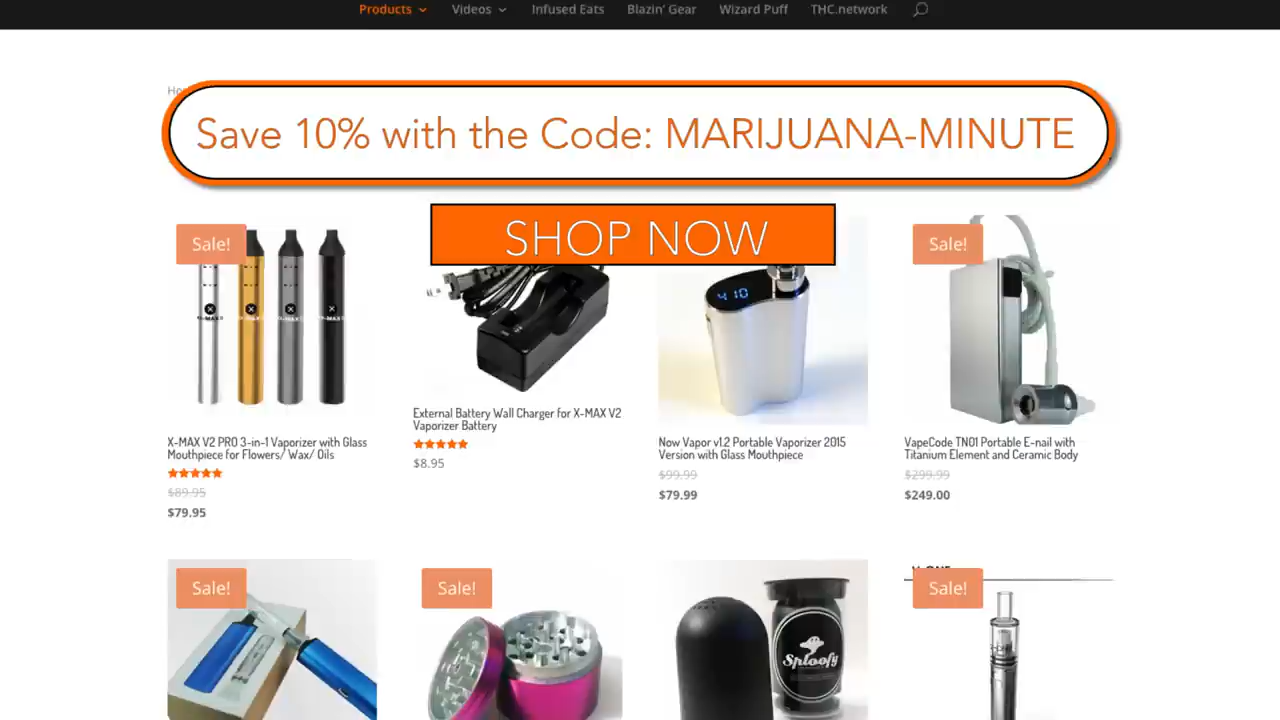 Products
Videos
Infused Eats
Blazin' Gear
Wizard Puff
THC.network
Save 10% with the Code: MARIJUANA-MINUTE
SHOP NOW
Sale!
Sale!
410
X-MAX V2 PRO 3-in-1 Vaporizer with Glass
Mouthpiece for Flowers/ Wax/ Oils
$89.95
$79.95
External Battery Wall Charger for X-MAX V2
Vaporizer Battery
$8.95
Now Vapor v1.2 Portable Vaporizer 2015
Version with Glass Mouthpiece
$99.99
$79.99
VapeCode TN01 Portable E-nail with
Titanium Element and Ceramic Body
$299.99
$249.00
Sale!
Sale!
Sploofy
Sale!